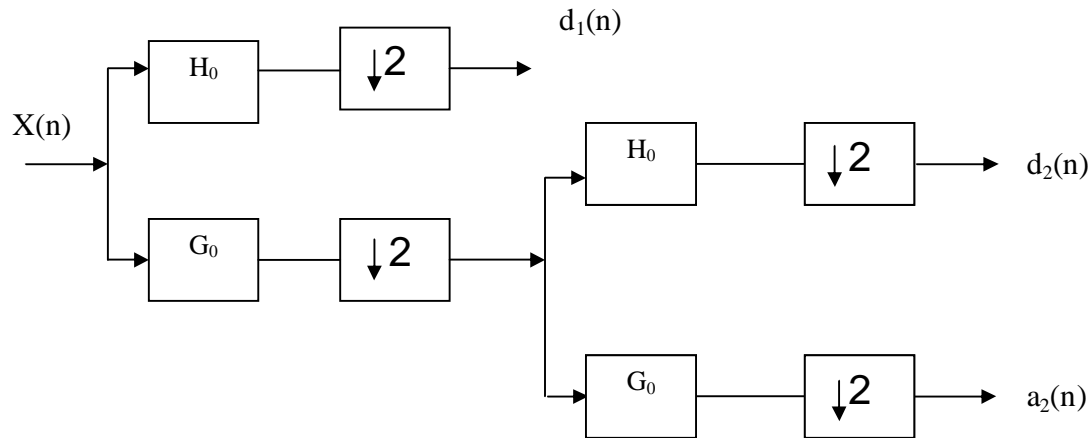 d₁(n)
H₀
↓2
X(n)
H₀
↓2
d₂(n)
G₀
↓2
G₀
↓2
a₂(n)